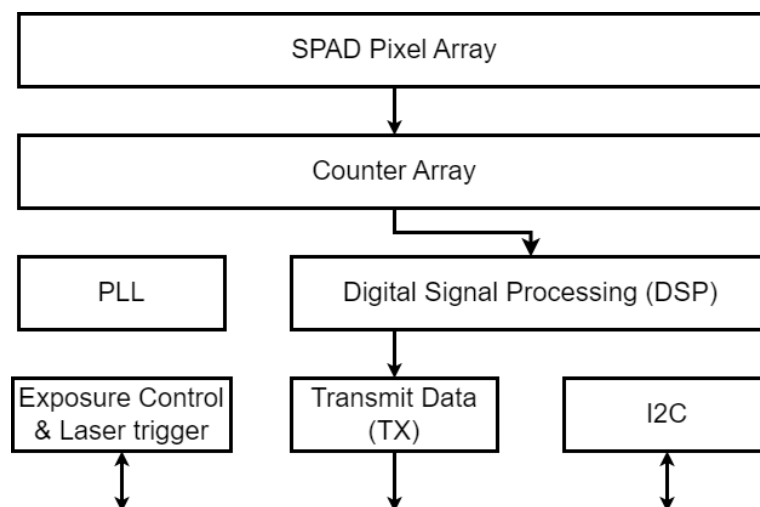 SPAD Pixel Array
Counter Array
PLL
Digital Signal Processing (DSP)
Exposure Control
& Laser trigger
Transmit Data
(TX)
I2C